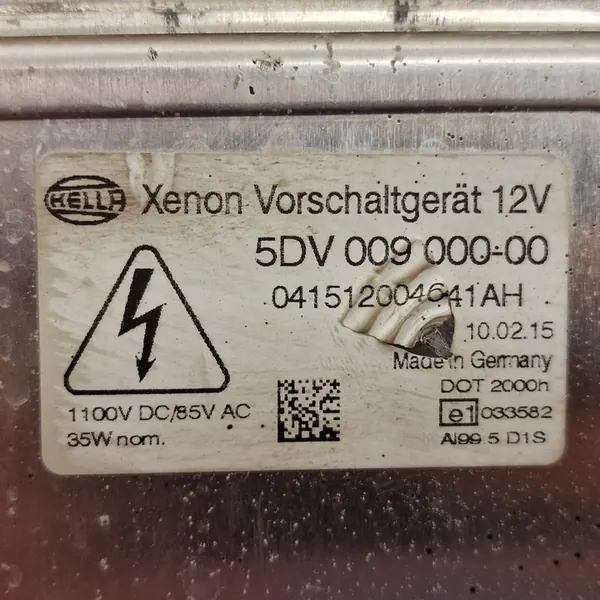 HELLA Xenon Vorschaltgerät 12V
5DV 009 000-00
041512004641AH
10.02.15
Made in Germany
DOT 2000h
1100V DC/85V AC
e1 033582
35W nom.
AI99.5 D1S